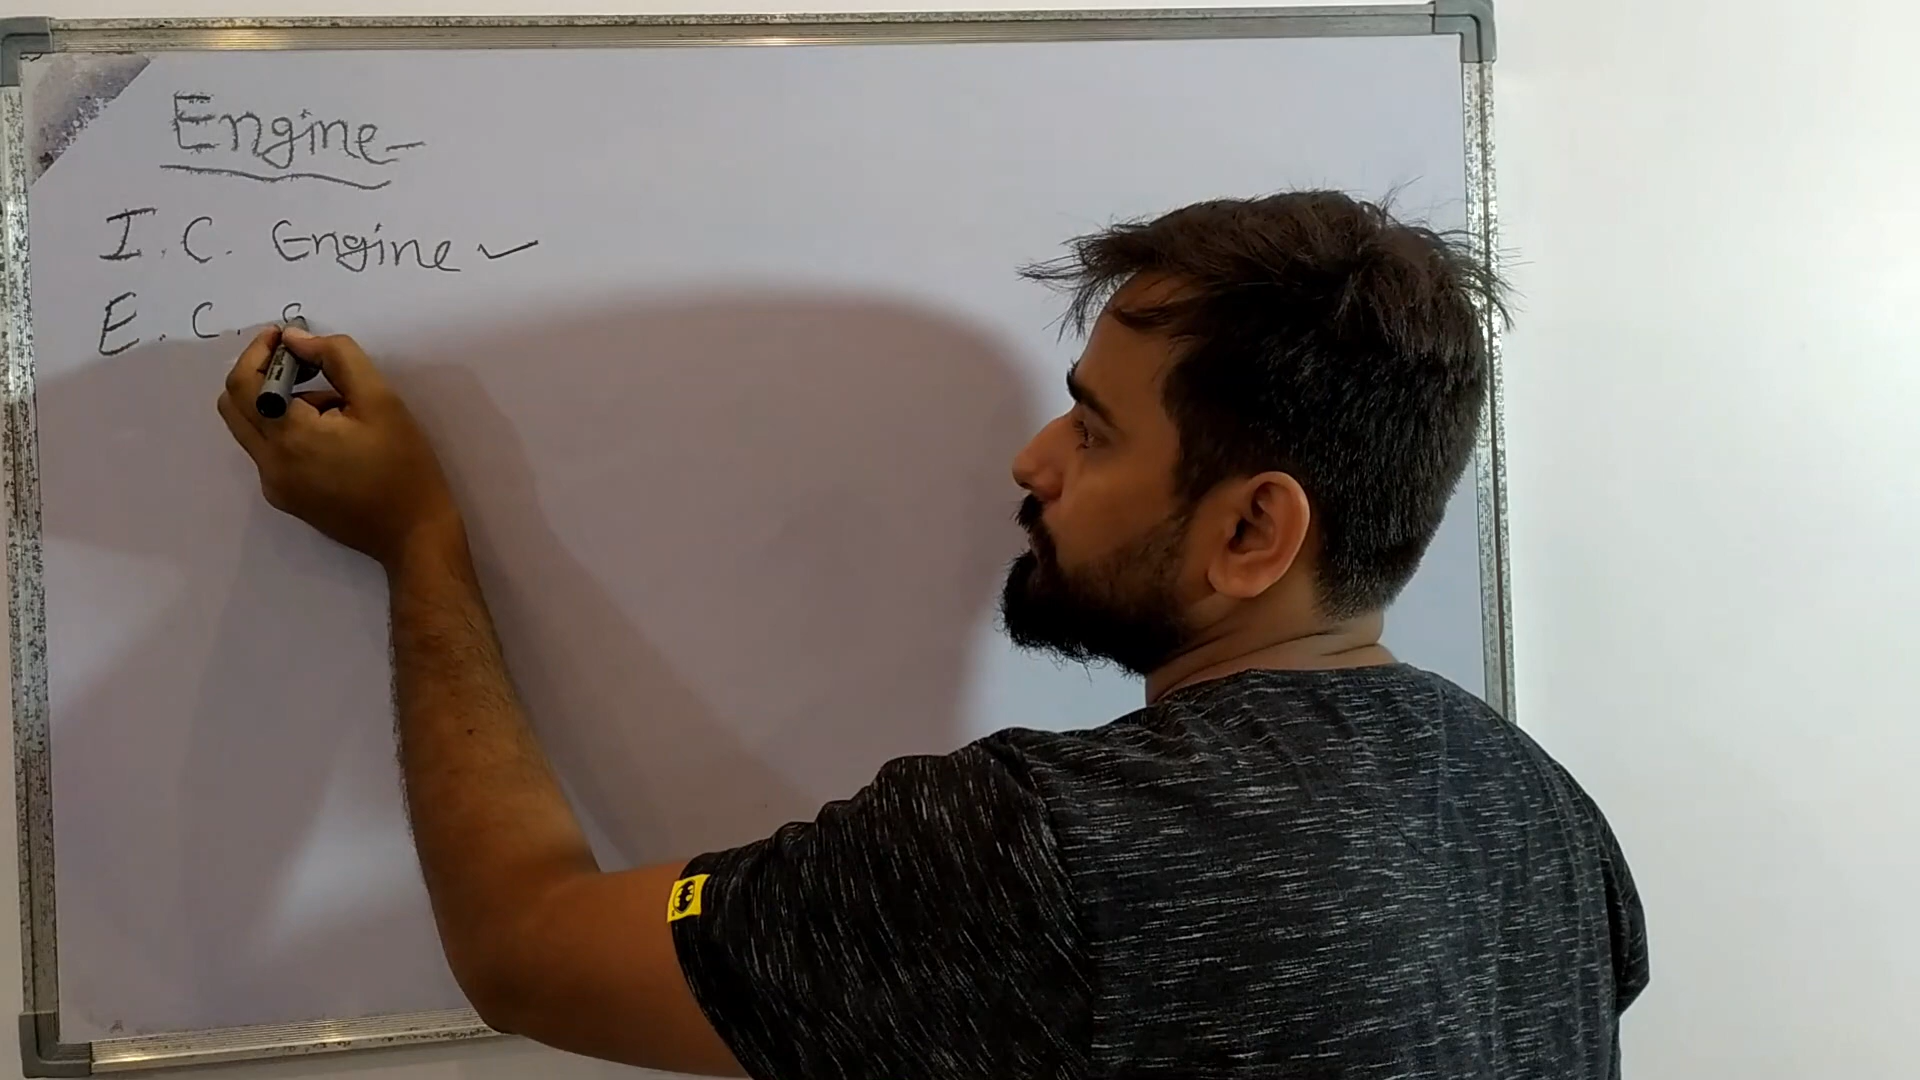 Engine-
I. C. Engine ✓
E. C.